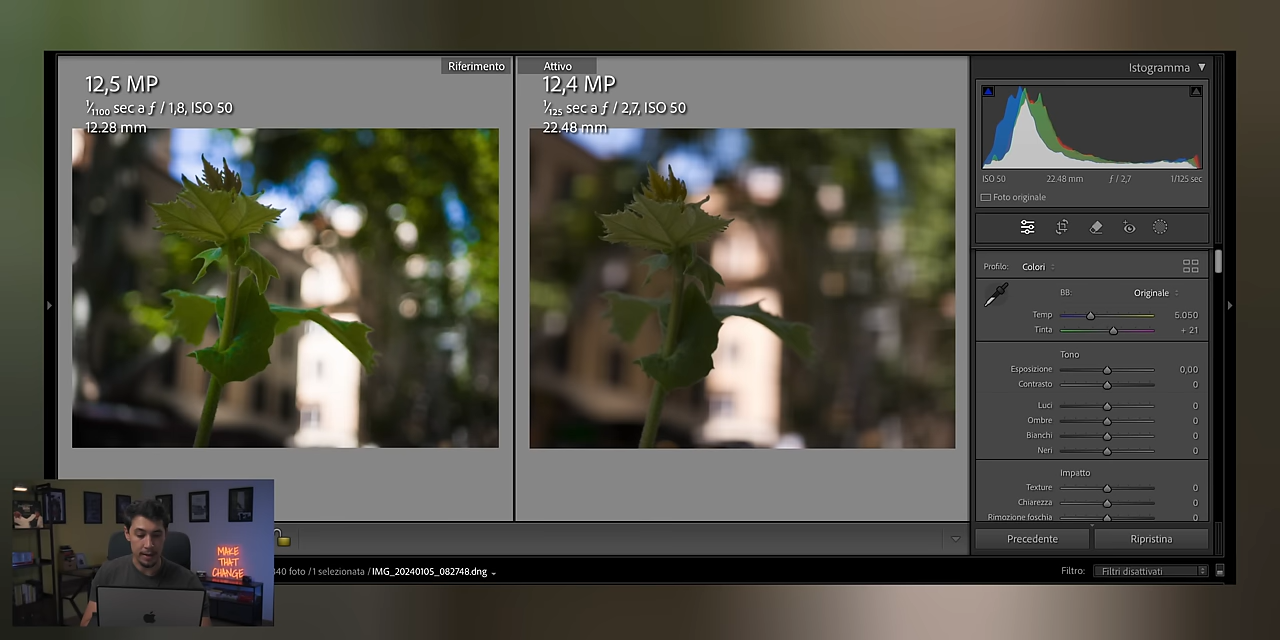 Riferimento
12,5 MP
1/1100 sec a ƒ / 1,8, ISO 50
12.28 mm
Attivo
12,4 MP
1/125 sec a ƒ / 2,7, ISO 50
22.48 mm
Istogramma
ISO 50 22.48 mm ƒ / 2,7 1/125 sec
Foto originale
Profilo: Colori
BB: Originale
Temp 5.050
Tinta + 21
Tono
Esposizione 0,00
Contrasto 0
Luci 0
Ombre 0
Bianchi 0
Neri 0
Impatto
Texture 0
Chiarezza 0
Rimozione foschia 0
Precedente Ripristina
MAKE
THAT
CHANGE
40 foto / 1 selezionata / IMG_20240105_082748.dng
Filtro: Filtri disattivati